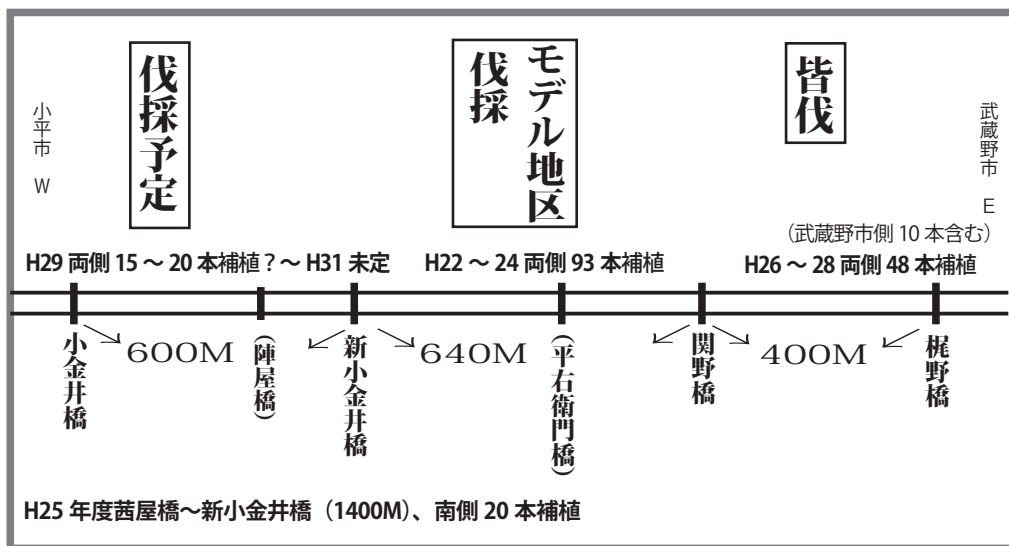 伐採予定
モデル地区
伐採
皆伐
小平市 W
武蔵野市 E
（武蔵野市側 10 本含む）
H29 両側 15 〜 20 本補植？〜 H31 未定
H22 〜 24 両側 93 本補植
H26 〜 28 両側 48 本補植
小金井橋
600M
（陣屋橋）
新小金井橋
640M
（平右衛門橋）
関野橋
400M
梶野橋
H25 年度茜屋橋〜新小金井橋（1400M）、南側 20 本補植